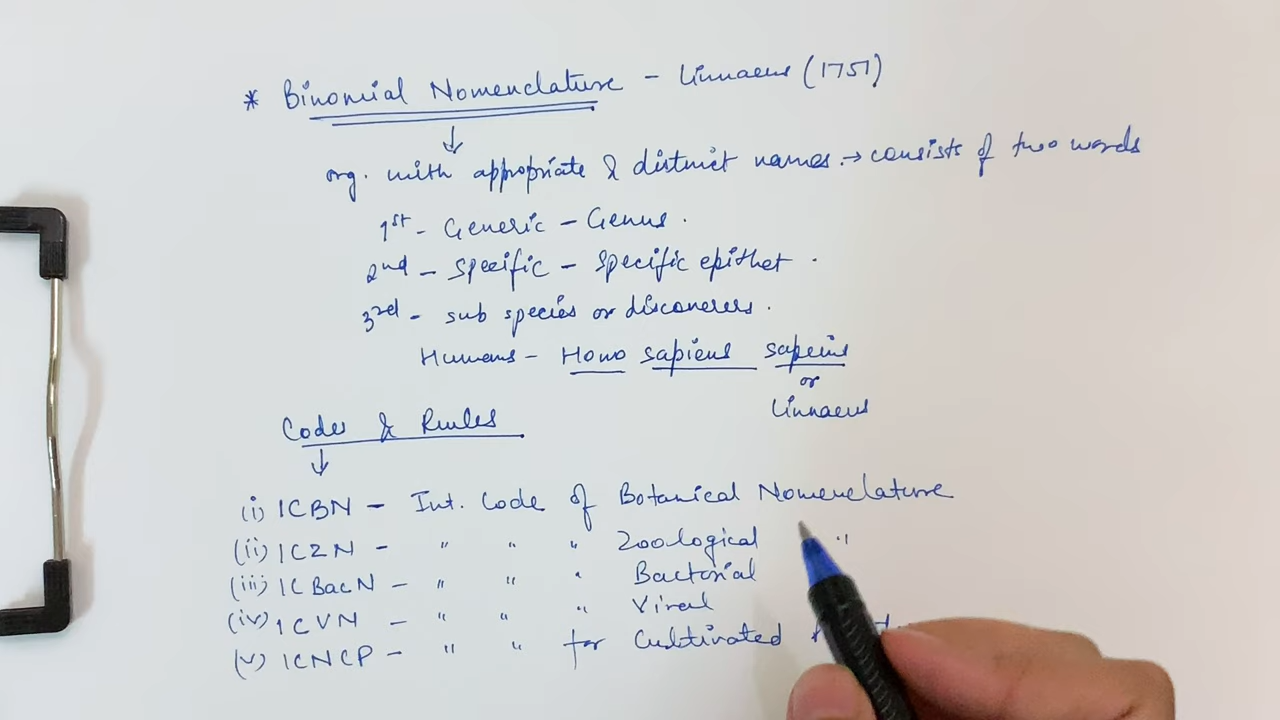 * Binomial Nomenclature - Linnaeus (1751)
↓
org. with appropriate & distinct names. → consists of two words
1st - Generic - Genus.
2nd - Specific - Specific epithet.
3rd - sub species or discoverers.
Humans - Homo sapiens sapeins
or
Linnaeus
Codes & Rules
↓
(i) ICBN - Int. Code of Botanical Nomenclature
(ii) ICZN - " " " Zoological "
(iii) ICBacN - " " " Bacterial
(iv) ICVN - " " " Viral
(v) ICNCP - " " for Cultivated